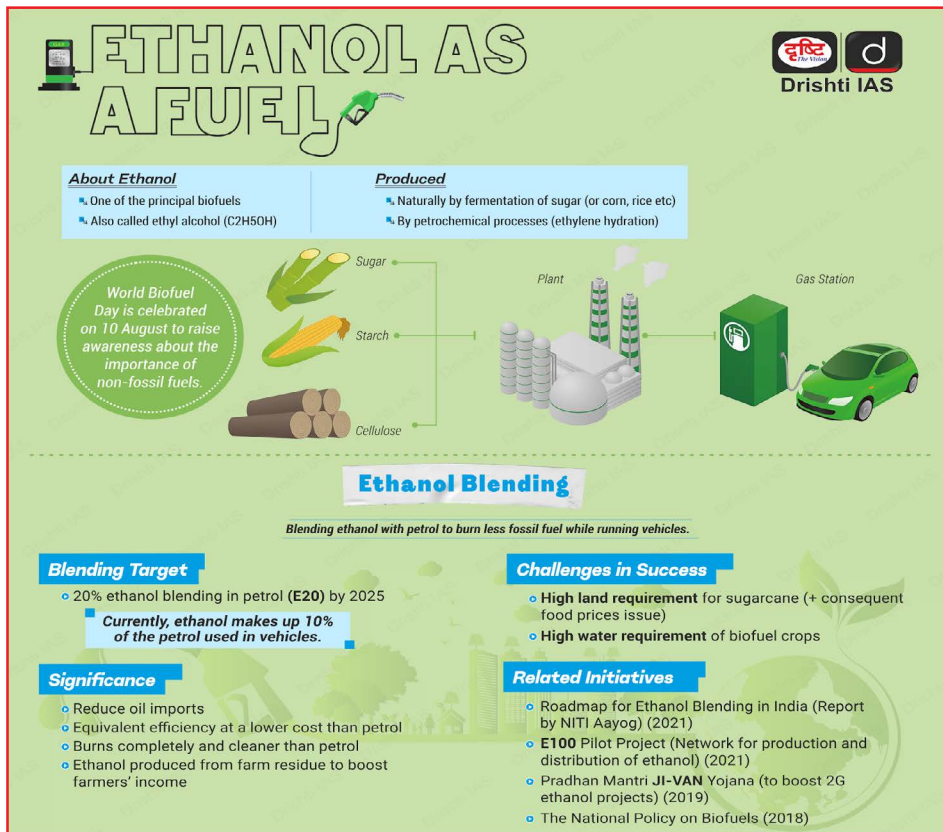 ETHANOL AS
A FUEL
दृष्टि
The Vision
d
Drishti IAS
About Ethanol
One of the principal biofuels
Also called ethyl alcohol (C2H5OH)
Produced
Naturally by fermentation of sugar (or corn, rice etc)
By petrochemical processes (ethylene hydration)
World Biofuel
Day is celebrated
on 10 August to raise
awareness about the
importance of
non-fossil fuels.
Sugar
Starch
Cellulose
Plant
Gas Station
Ethanol Blending
Blending ethanol with petrol to burn less fossil fuel while running vehicles.
Blending Target
20% ethanol blending in petrol (E20) by 2025
Currently, ethanol makes up 10%
of the petrol used in vehicles.
Significance
Reduce oil imports
Equivalent efficiency at a lower cost than petrol
Burns completely and cleaner than petrol
Ethanol produced from farm residue to boost
farmers' income
Challenges in Success
High land requirement for sugarcane (+ consequent
food prices issue)
High water requirement of biofuel crops
Related Initiatives
Roadmap for Ethanol Blending in India (Report
by NITI Aayog) (2021)
E100 Pilot Project (Network for production and
distribution of ethanol) (2021)
Pradhan Mantri JI-VAN Yojana (to boost 2G
ethanol projects) (2019)
The National Policy on Biofuels (2018)